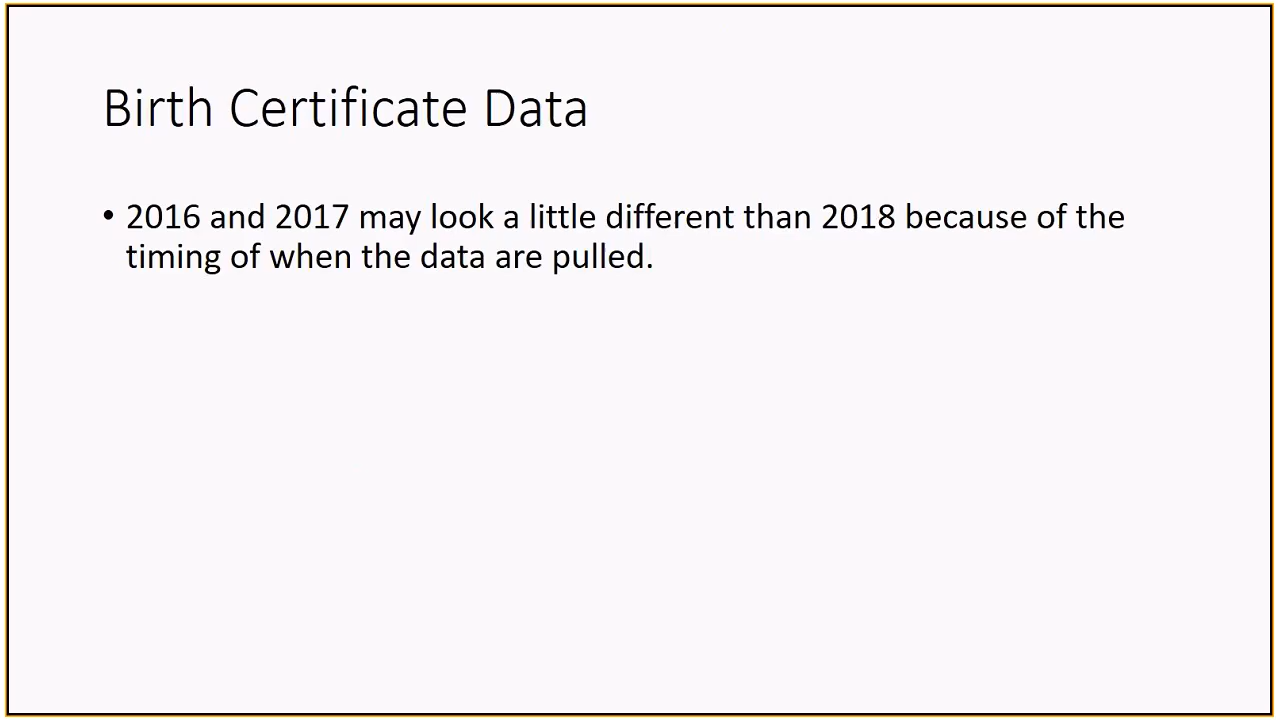 Birth Certificate Data
• 2016 and 2017 may look a little different than 2018 because of the
timing of when the data are pulled.